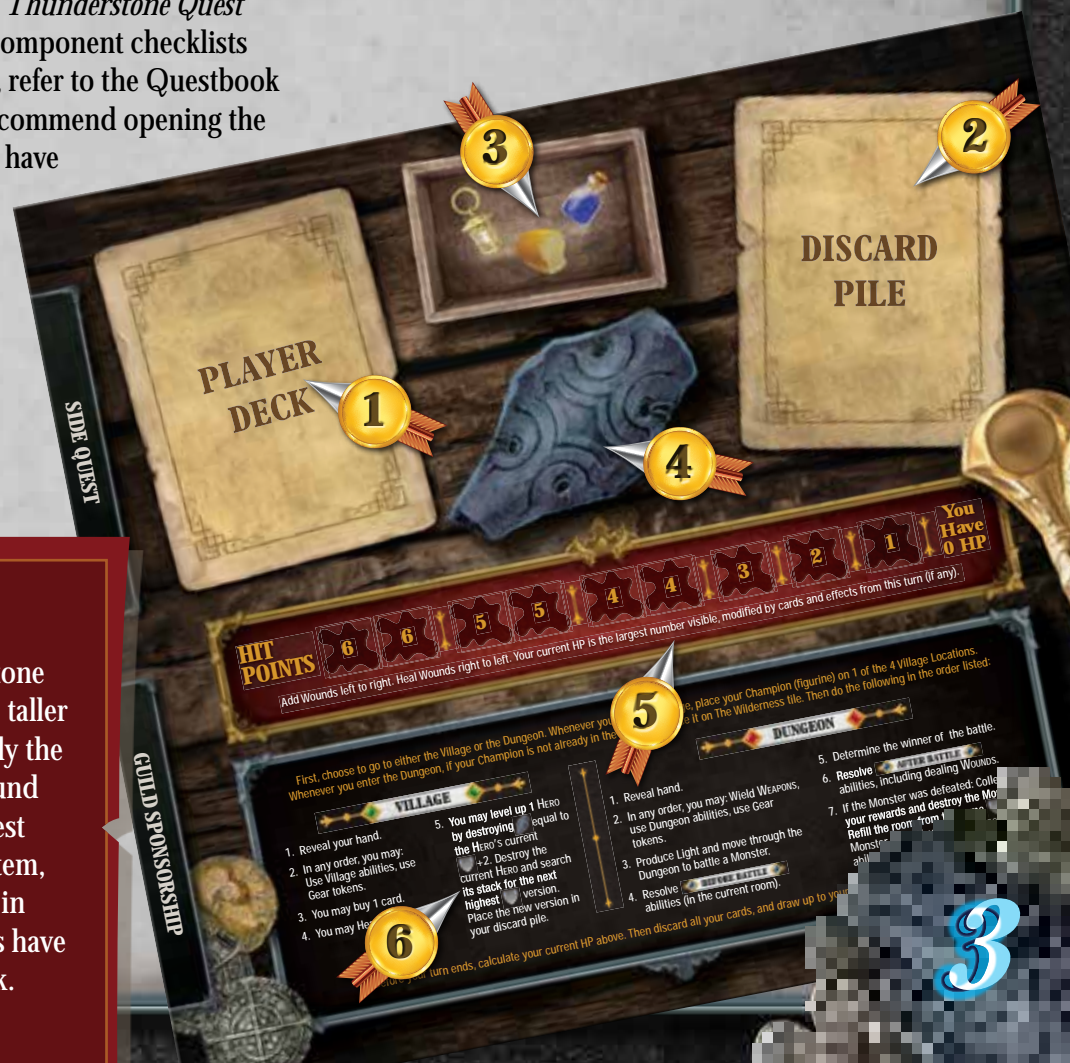 Thunderstone Quest
omponent checklists
, refer to the Questbook
commend opening the
have
3
2
PLAYER
DECK
DISCARD
PILE
1
4
SIDE QUEST
HIT
POINTS
6 6 5 5 4 4 3 2 1
You
Have
0 HP
Add Wounds left to right. Heal Wounds right to left. Your current HP is the largest number visible, modified by cards and effects from this turn (if any).
5
one
taller
ly the
und
est
tem,
in
s have
k.
GUILD SPONSORSHIP
First, choose to go to either the Village or the Dungeon. Whenever you e, place your Champion (figurine) on 1 of the 4 Village Locations.
Whenever you enter the Dungeon, if your Champion is not already in the e it on The Wilderness tile. Then do the following in the order listed:
VILLAGE
1. Reveal your hand.
2. In any order, you may:
Use Village abilities, use
Gear tokens.
3. You may buy 1 card.
4. You may He
5. You may level up 1 HERO
by destroying equal to
the HERO's current
+2. Destroy the
current HERO and search
its stack for the next
highest version.
Place the new version in
your discard pile.
DUNGEON
1. Reveal hand.
2. In any order, you may: Wield WEAPONS,
use Dungeon abilities, use Gear
tokens.
3. Produce Light and move through the
Dungeon to battle a Monster.
4. Resolve BEFORE BATTLE
abilities (in the current room).
5. Determine the winner of the battle.
6. Resolve AFTER BATTLE
abilities, including dealing WOUNDS.
7. If the Monster was defeated: Colle
your rewards and destroy the Mo
Refill the room from
Monster
abil
6
efore your turn ends, calculate your current HP above. Then discard all your cards, and draw up to your
3